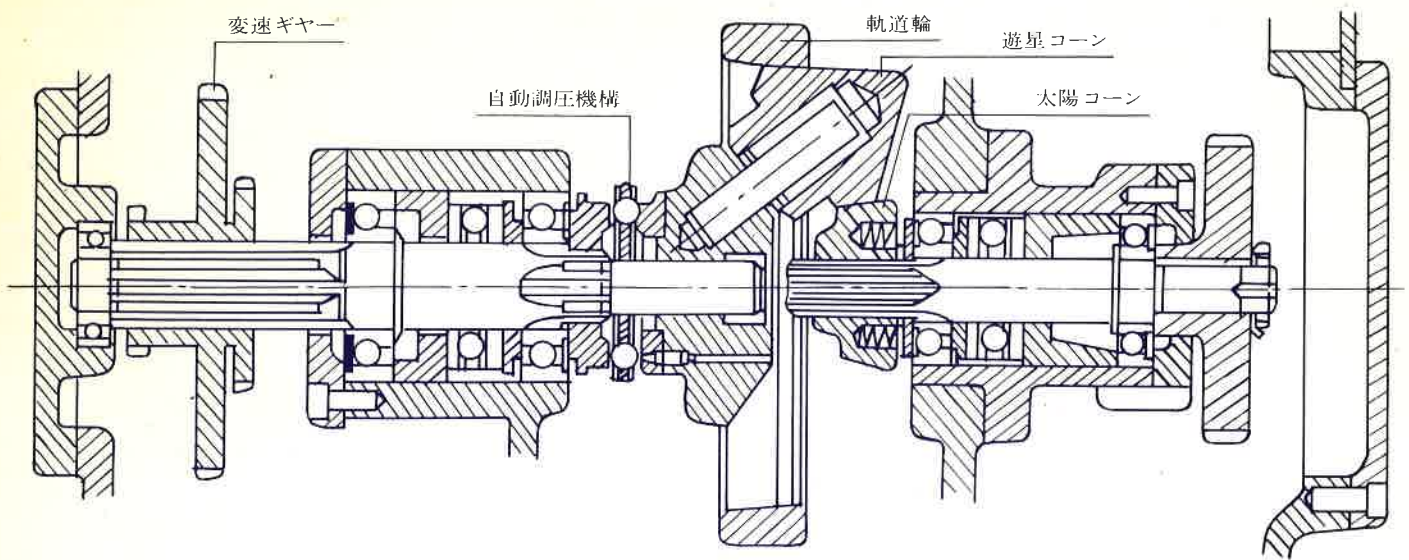 変速ギヤー
軌道輪
遊星コーン
自動調圧機構
太陽コーン